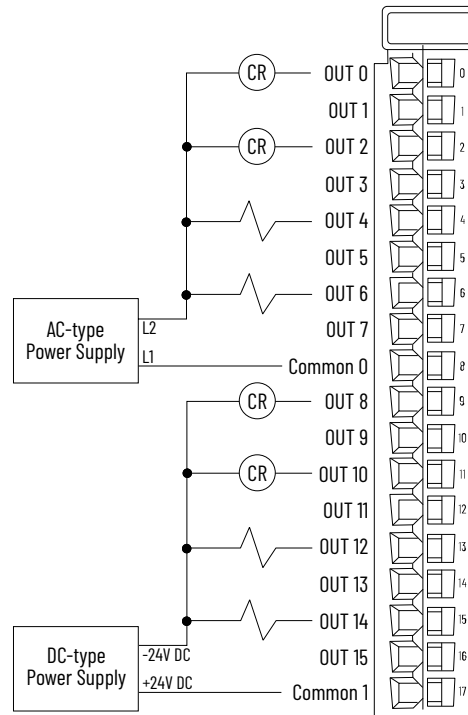 CR OUT 0 0
OUT 1 1
CR OUT 2 2
OUT 3 3
OUT 4 4
OUT 5 5
OUT 6 6
OUT 7 7
AC-type
Power Supply
L2
L1
Common 0 8
CR OUT 8 9
OUT 9 10
CR OUT 10 11
OUT 11 12
OUT 12 13
OUT 13 14
OUT 14 15
OUT 15 16
DC-type
Power Supply
-24V DC
+24V DC
Common 1 17